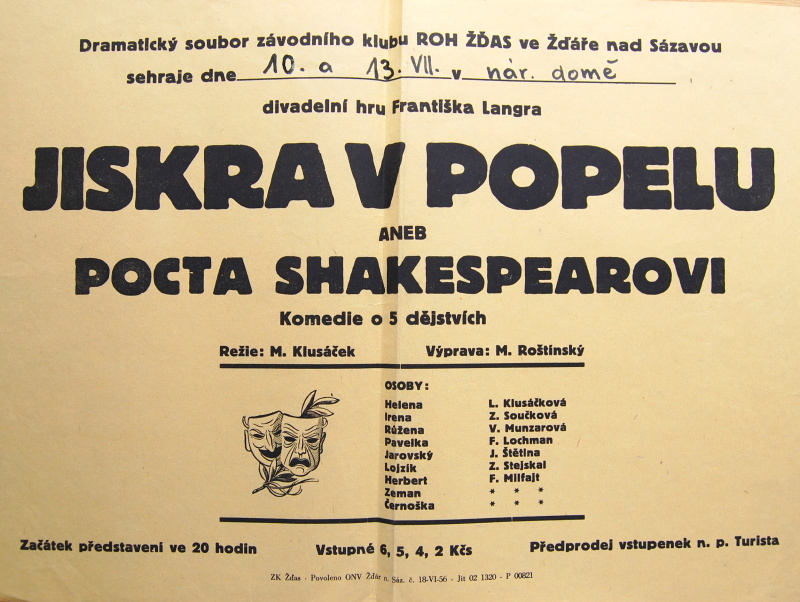 Dramatický soubor závodního klubu ROH ŽĎAS ve Žďáře nad Sázavou
sehraje dne 10. a 13. VII. v nár. domě
divadelní hru Františka Langra
JISKRA V POPELU
ANEB
POCTA SHAKESPEAROVI
Komedie o 5 dějstvích
Režie: M. Klusáček Výprava: M. Roštínský
OSOBY:
Helena L. Klusáčková
Irena Z. Součková
Růžena V. Munzarová
Pavelka F. Lochman
Jarovský J. Štětina
Lojzík Z. Stejskal
Herbert F. Milfajt
Zeman * * *
Černoška * * *
Začátek představení ve 20 hodin Vstupné 6, 5, 4, 2 Kčs Předprodej vstupenek n. p. Turista
ZK Žďas - Povoleno ONV Žďár n. Sáz. č. 18-VI-56 - Jit 02 1320 - P 00821